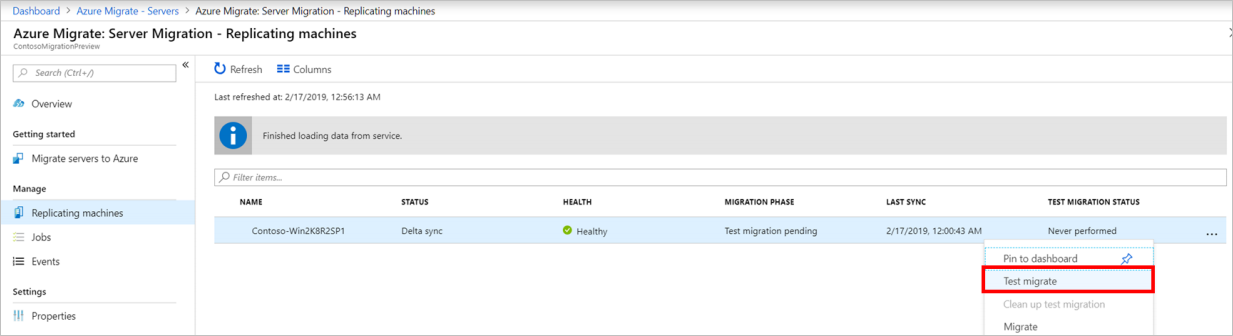 Dashboard > Azure Migrate - Servers > Azure Migrate: Server Migration - Replicating machines
Azure Migrate: Server Migration - Replicating machines
ContosoMigrationPreview
Search (Ctrl+/)
Overview
Getting started
Migrate servers to Azure
Manage
Replicating machines
Jobs
Events
Settings
Properties
Refresh Columns
Last refreshed at: 2/17/2019, 12:56:13 AM
Finished loading data from service.
Filter items...
NAME STATUS HEALTH MIGRATION PHASE LAST SYNC TEST MIGRATION STATUS
Contoso-Win2K8R2SP1 Delta sync Healthy Test migration pending 2/17/2019, 12:00:43 AM Never performed ...
Pin to dashboard
Test migrate
Clean up test migration
Migrate